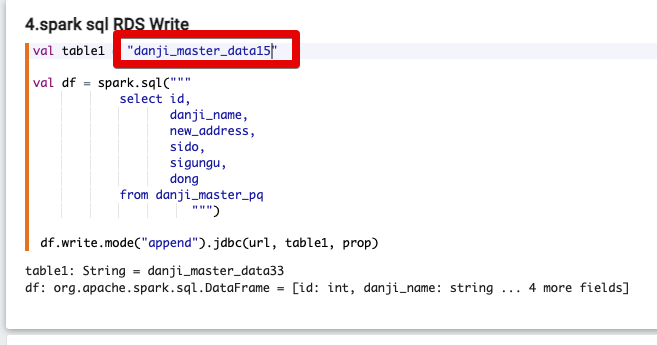 4.spark sql RDS Write
val table1 "danji_master_data15"
val df = spark.sql("""
select id,
danji_name,
new_address,
sido,
sigungu,
dong
from danji_master_pq
""")
df.write.mode("append").jdbc(url, table1, prop)
table1: String = danji_master_data33
df: org.apache.spark.sql.DataFrame = [id: int, danji_name: string ... 4 more fields]